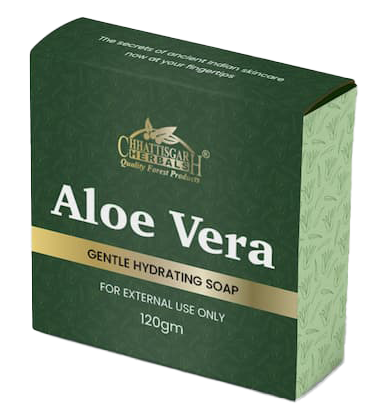 The secrets of ancient Indian skincare
now at your fingertips
CHHATTISGARH
HERBALS®
Quality Forest Products
Aloe Vera
GENTLE HYDRATING SOAP
FOR EXTERNAL USE ONLY
120gm